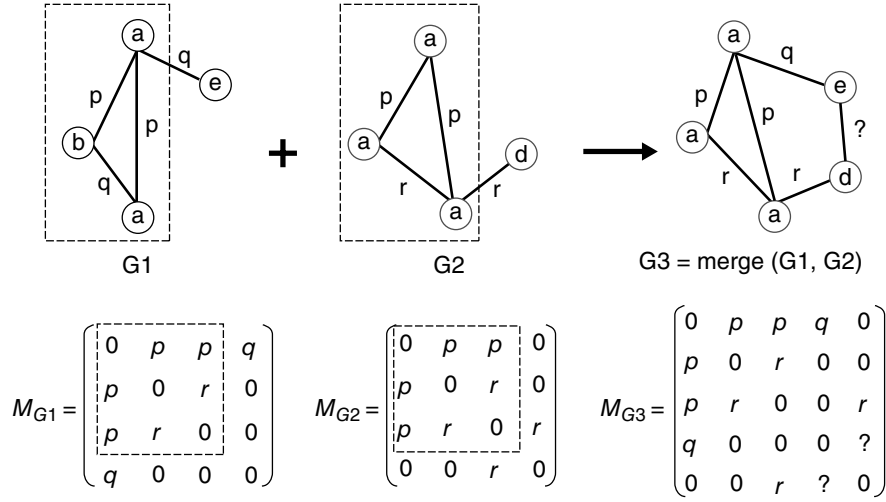 a
q
e
p
p
b
q
a
G1
+
a
p
p
a
r
a
r
d
G2
a
q
p
e
p
a
?
r
r
d
a
G3 = merge (G1, G2)
M_G1 =
0 p p q
p 0 r 0
p r 0 0
q 0 0 0
M_G2 =
0 p p 0
p 0 r 0
p r 0 r
0 0 r 0
M_G3 =
0 p p q 0
p 0 r 0 0
p r 0 0 r
q 0 0 0 ?
0 0 r ? 0